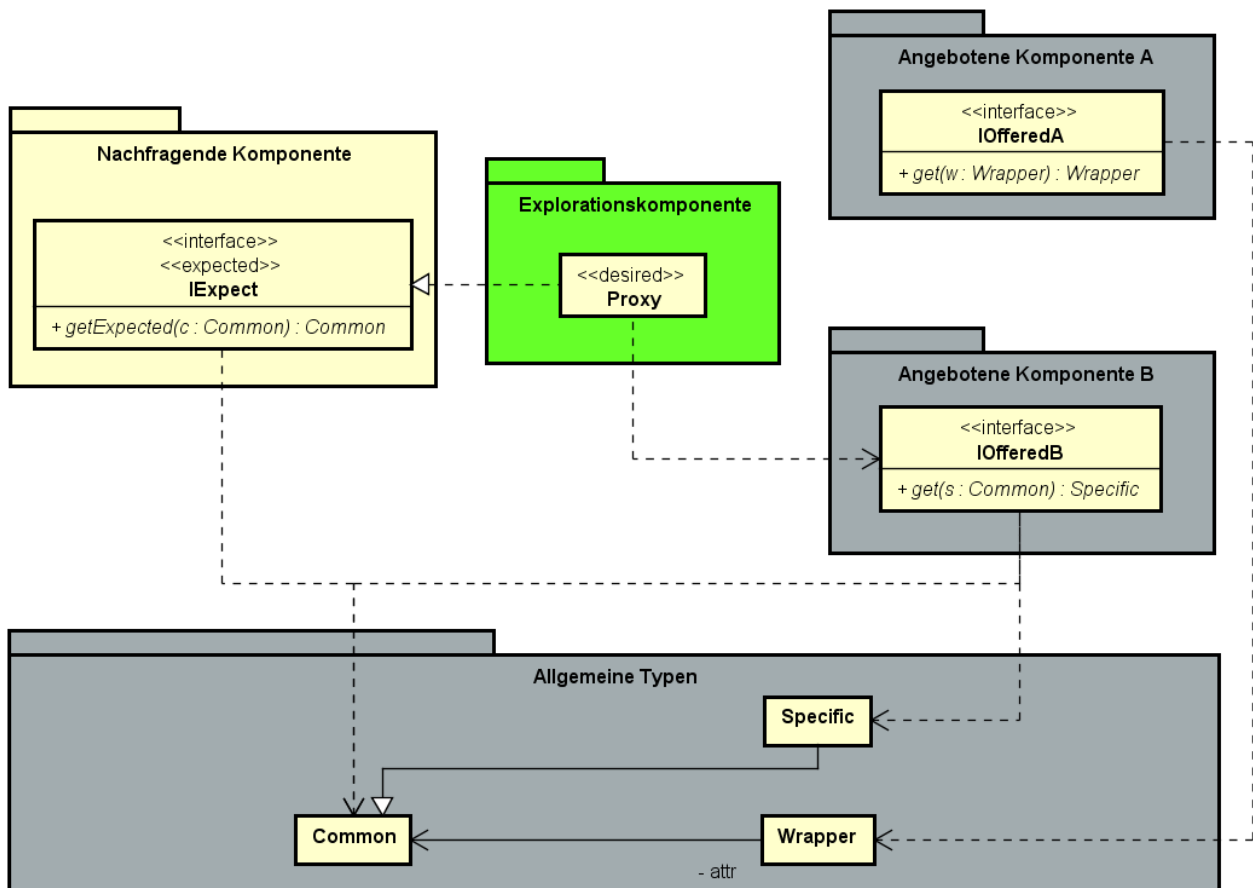 Angebotene Komponente A
<<interface>>
IOfferedA
+ get(w : Wrapper) : Wrapper
Nachfragende Komponente
<<interface>>
<<expected>>
IExpect
+ getExpected(c : Common) : Common
Explorationskomponente
<<desired>>
Proxy
Angebotene Komponente B
<<interface>>
IOfferedB
+ get(s : Common) : Specific
Allgemeine Typen
Specific
Common
Wrapper
- attr